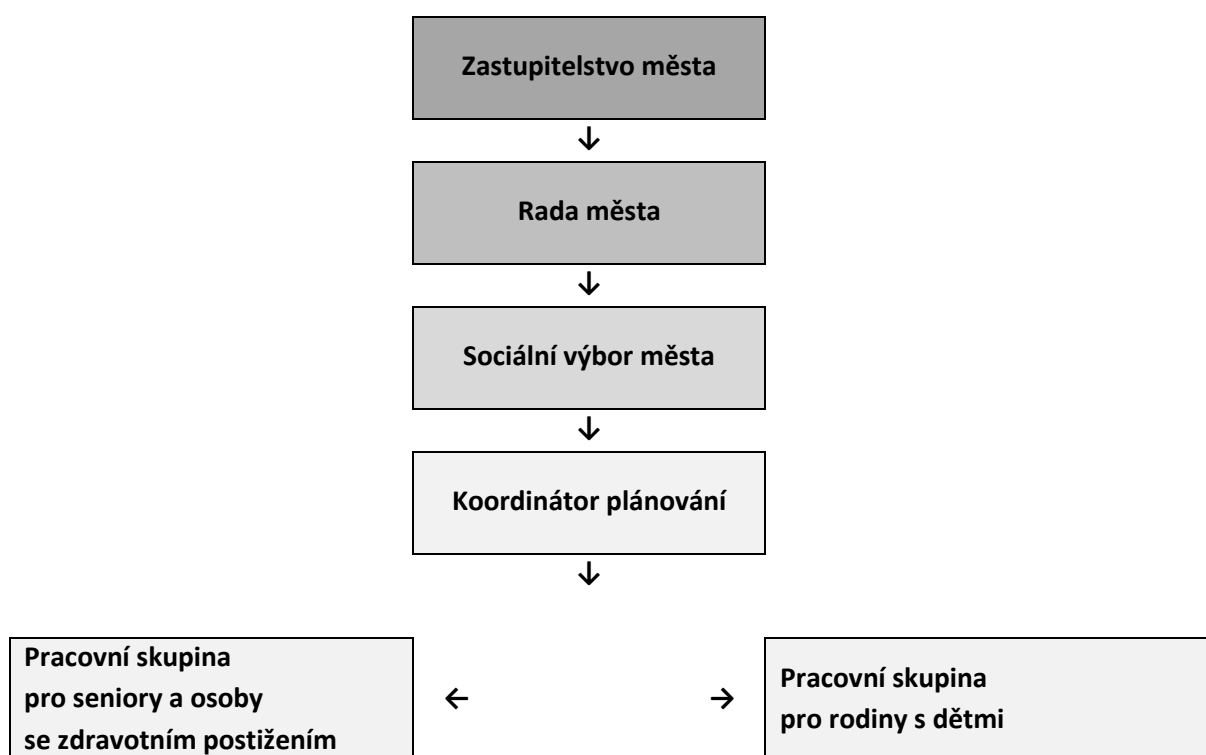 Zastupitelstvo města
↓
Rada města
↓
Sociální výbor města
↓
Koordinátor plánování
↓
Pracovní skupina
pro seniory a osoby
se zdravotním postižením
← →
Pracovní skupina
pro rodiny s dětmi